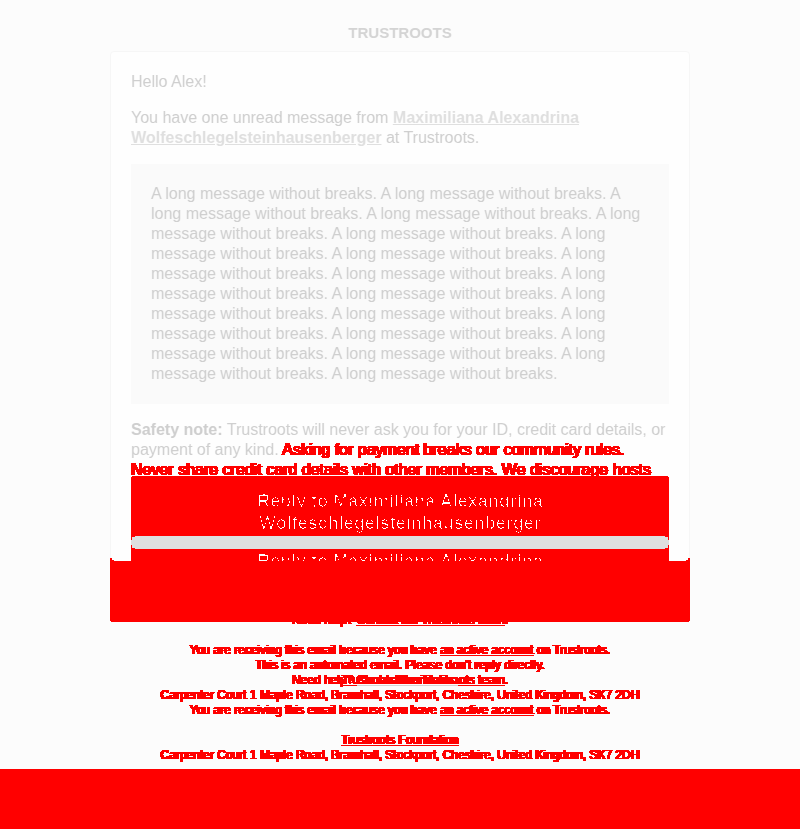 TRUSTROOTS
Hello Alex!
You have one unread message from Maximiliana Alexandrina
Wolfeschlegelsteinhausenberger at Trustroots.
A long message without breaks. A long message without breaks. A
long message without breaks. A long message without breaks. A long
message without breaks. A long message without breaks. A long
message without breaks. A long message without breaks. A long
message without breaks. A long message without breaks. A long
message without breaks. A long message without breaks. A long
message without breaks. A long message without breaks. A long
message without breaks. A long message without breaks. A long
message without breaks. A long message without breaks. A long
message without breaks. A long message without breaks.
Safety note: Trustroots will never ask you for your ID, credit card details, or
payment of any kind. Asking for payment breaks our community rules.
Never share credit card details with other members. We discourage hosts
Reply to Maximiliana Alexandrina
Wolfeschlegelsteinhausenberger
Reply to Maximiliana Alexandrina
You are receiving this email because you have an active account on Trustroots.
This is an automated email. Please don't reply directly.
Need team.
Carpenter Court 1 Maple Road, Bramhall, Stockport, Cheshire, United Kingdom, SK7 2DH
You are receiving this email because you have an active account on Trustroots.
Trustroots Foundation
Carpenter Court 1 Maple Road, Bramhall, Stockport, Cheshire, United Kingdom, SK7 2DH